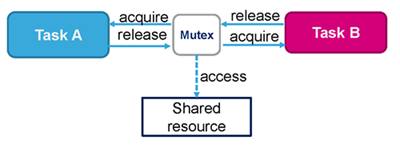 acquire
release
Task A
Mutex
Task B
release
acquire
access
Shared
resource